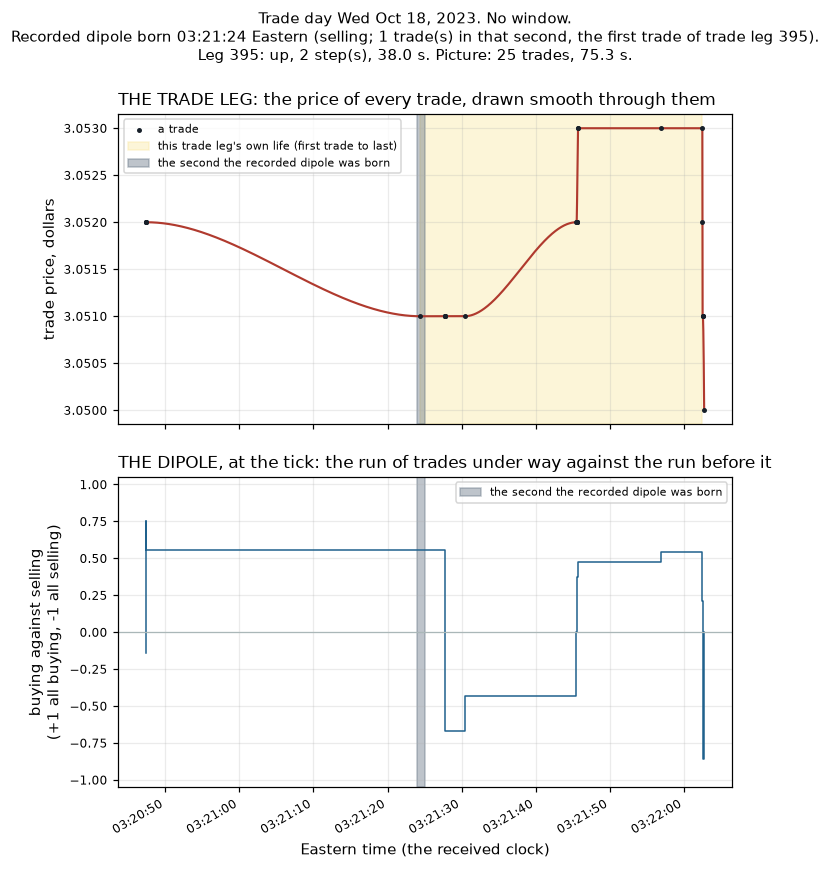 Trade day Wed Oct 18, 2023. No window.
Recorded dipole born 03:21:24 Eastern (selling; 1 trade(s) in that second, the first trade of trade leg 395).
Leg 395: up, 2 step(s), 38.0 s. Picture: 25 trades, 75.3 s.
THE TRADE LEG: the price of every trade, drawn smooth through them
a trade
this trade leg's own life (first trade to last)
the second the recorded dipole was born
trade price, dollars
3.0530
3.0525
3.0520
3.0515
3.0510
3.0505
3.0500
THE DIPOLE, at the tick: the run of trades under way against the run before it
the second the recorded dipole was born
buying against selling
(+1 all buying, -1 all selling)
1.00
0.75
0.50
0.25
0.00
−0.25
−0.50
−0.75
−1.00
03:20:50
03:21:00
03:21:10
03:21:20
03:21:30
03:21:40
03:21:50
03:22:00
Eastern time (the received clock)